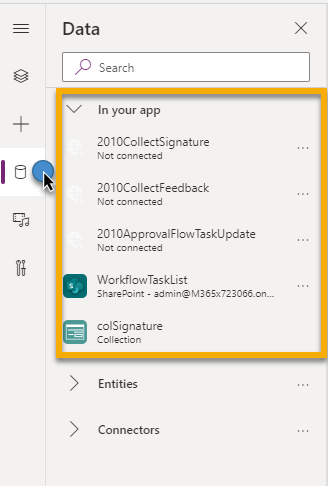 Data
Search
In your app
2010CollectSignature
Not connected
2010CollectFeedback
Not connected
2010ApprovalFlowTaskUpdate
Not connected
WorkflowTaskList
SharePoint - admin@M365x723066.on...
colSignature
Collection
Entities
Connectors